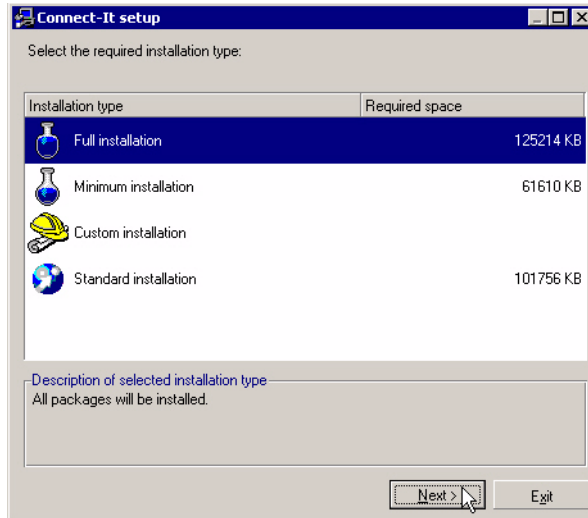 Connect-It setup
Select the required installation type:
Installation type Required space
Full installation 125214 KB
Minimum installation 61610 KB
Custom installation
Standard installation 101756 KB
Description of selected installation type
All packages will be installed.
Next > Exit